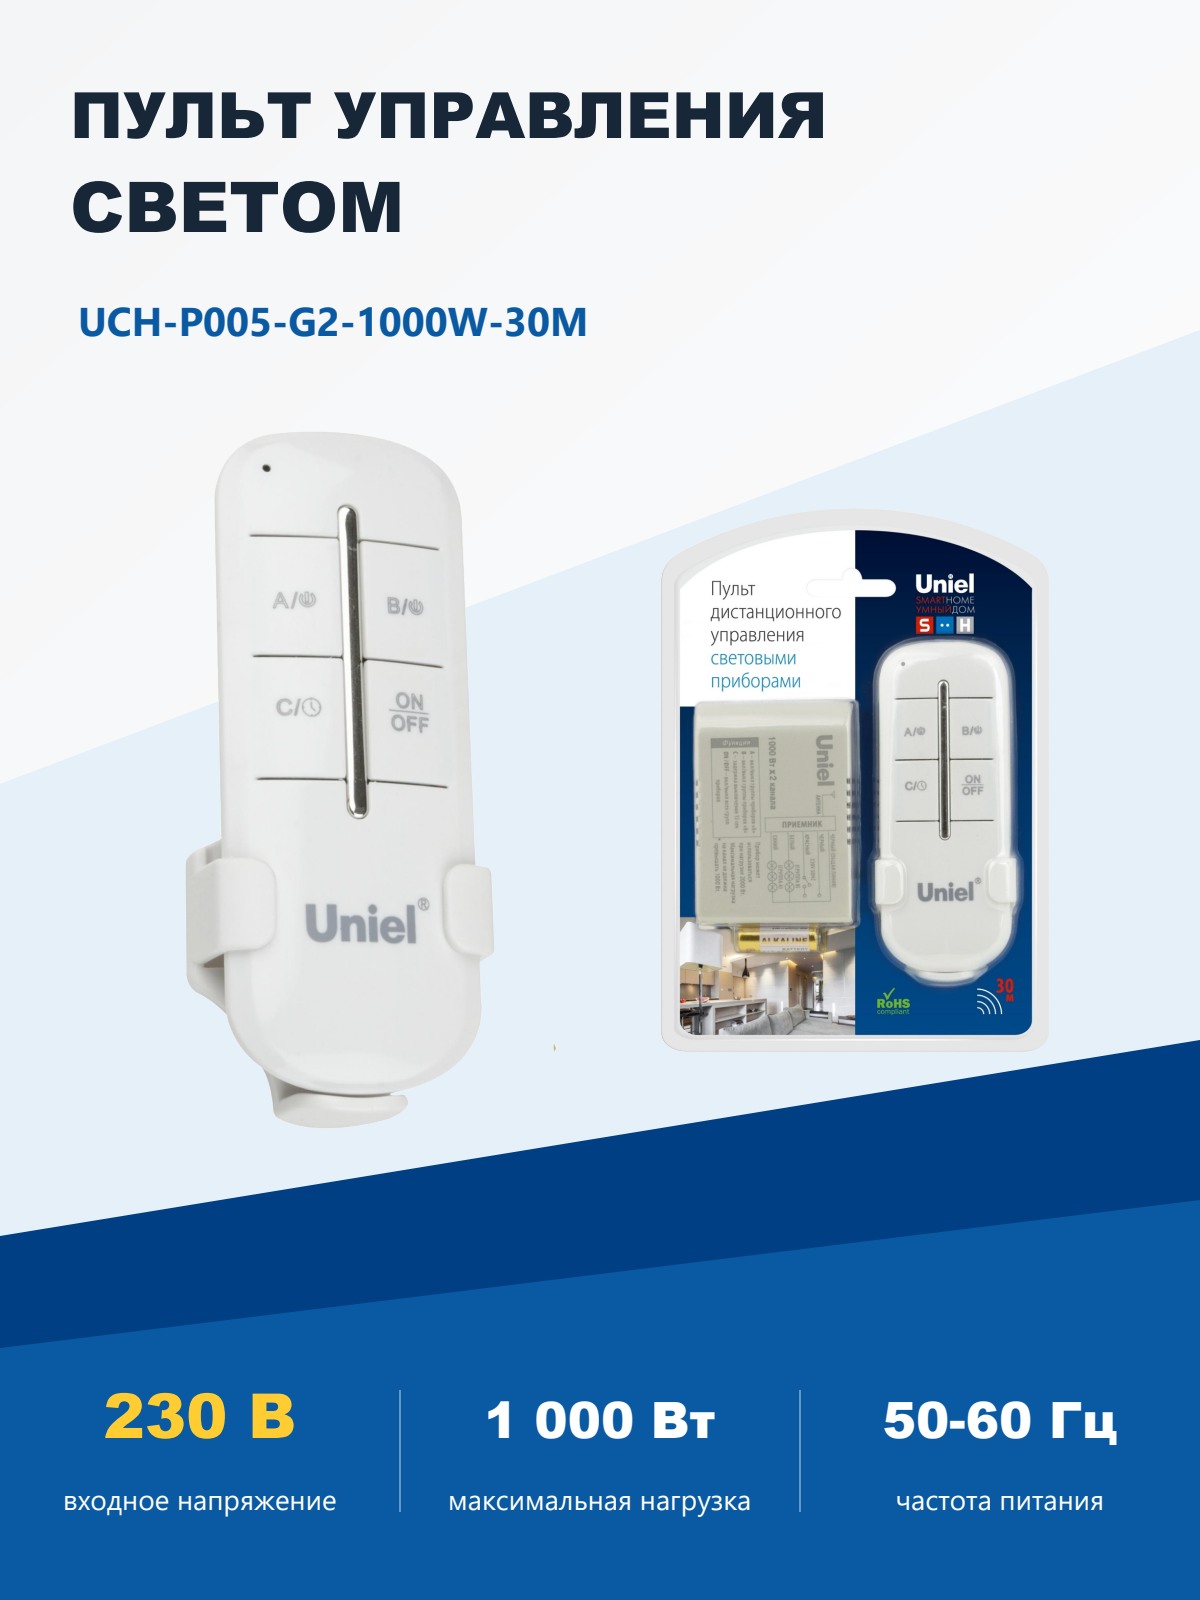 ПУЛЬТ УПРАВЛЕНИЯ
СВЕТОМ
UCH-P005-G2-1000W-30M
A/
B/
C/
ON
OFF
Uniel®
Пульт
дистанционного
управления
световыми
приборами
Uniel
SMARTHOME
УМНЫЙДОМ
S H
Uniel
1000 Вт x 2 канала
Функции
ПРИЕМНИК
ALKALINE
BATTERY
A/
B/
C/
ON
OFF
Uniel®
RoHS
compliant
30
М
230 В
входное напряжение
1 000 Вт
максимальная нагрузка
50-60 Гц
частота питания